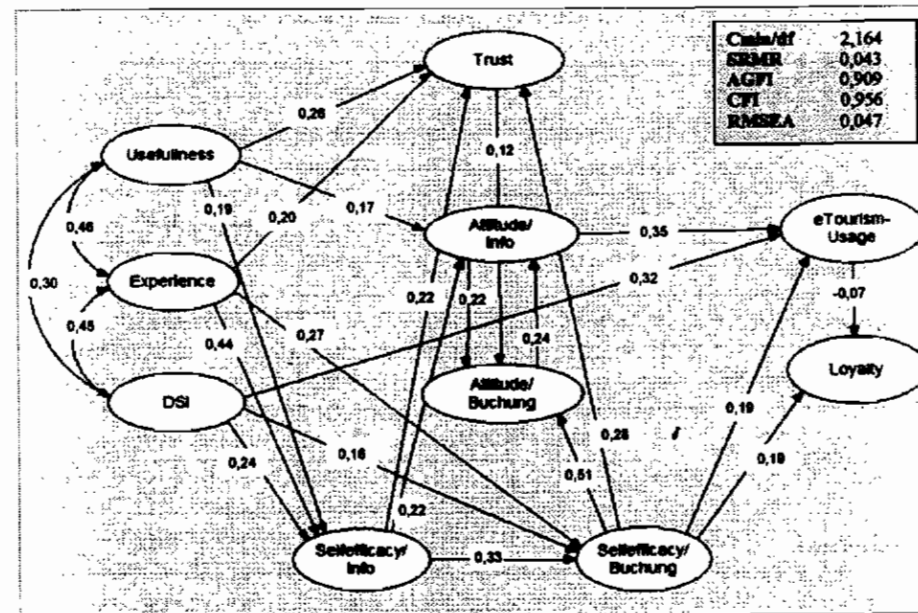 Trust
Cmin/df 2,164
SRMR 0,043
AGFI 0,909
CFI 0,956
RMSEA 0,047
0,26
Usefullness
0,12
0,19
0,20
0,17
Attitude/
Info
0,35
eTourism-
Usage
0,46
0,30
Experience
0,22
0,22
0,32
-0,07
0,45
0,44
0,27
0,24
Loyalty
DSI
Attitude/
Buchung
0,19
0,24
0,16
0,28
0,51
0,19
0,22
Selfefficacy/
Info
0,33
Selfefficacy/
Buchung